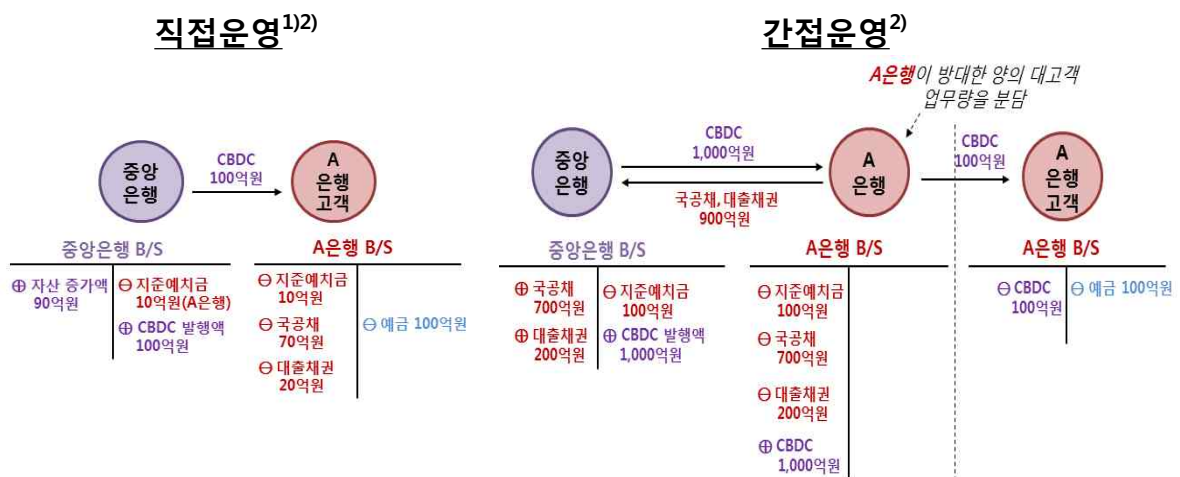 직접운영1)2)
중앙
은행
CBDC
100억원
A
은행
고객
중앙은행 B/S
⊕ 자산 증가액
90억원
⊖ 지준예치금
10억원(A은행)
⊕ CBDC 발행액
100억원
A은행 B/S
⊖ 지준예치금
10억원
⊖ 국공채
70억원
⊖ 대출채권
20억원
⊖ 예금 100억원
간접운영2)
A은행이 방대한 양의 대고객
업무량을 분담
중앙
은행
CBDC
1,000억원
국공채, 대출채권
900억원
A
은행
CBDC
100억원
A
은행
고객
중앙은행 B/S
⊕ 국공채
700억원
⊕ 대출채권
200억원
⊖ 지준예치금
100억원
⊕ CBDC 발행액
1,000억원
A은행 B/S
⊖ 지준예치금
100억원
⊖ 국공채
700억원
⊖ 대출채권
200억원
⊕ CBDC
1,000억원
A은행 B/S
⊖ CBDC
100억원
⊖ 예금 100억원